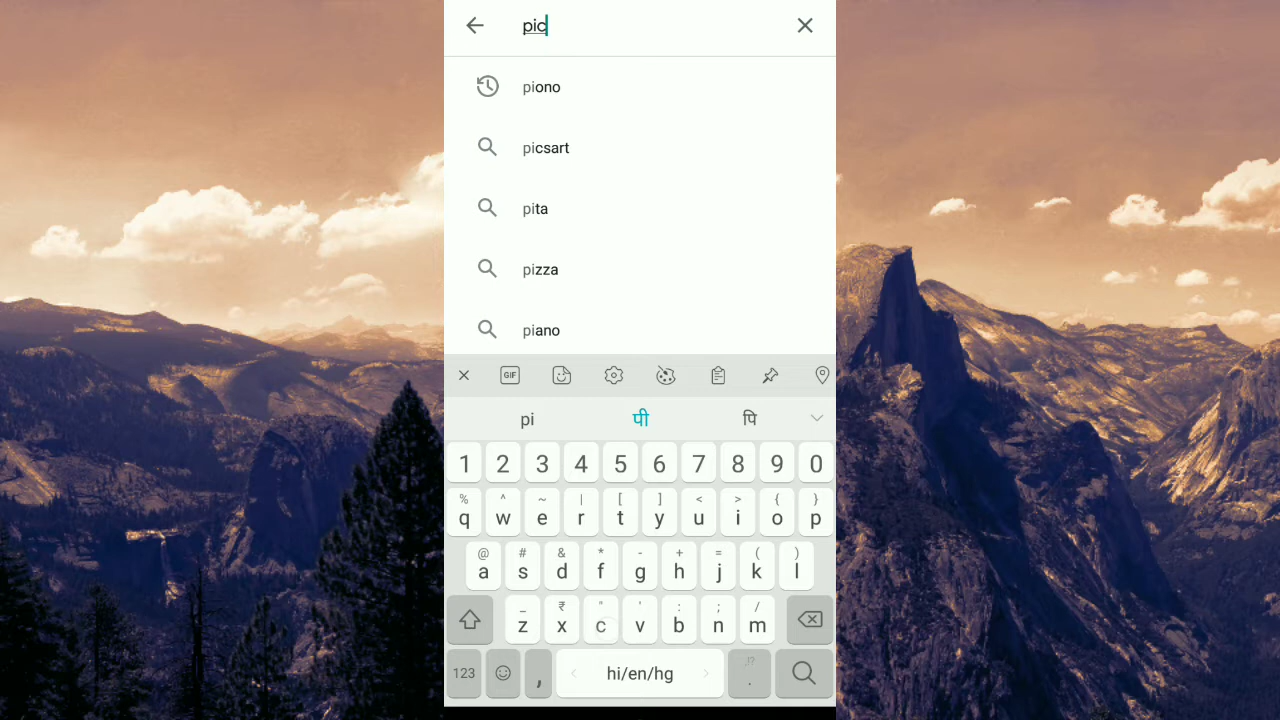 pic
piono
picsart
pita
pizza
piano
GIF
pi पी पि
1 2 3 4 5 6 7 8 9 0
% ^ ~ | [ ] < > { }
q w e r t y u i o p
@ # & * - + = ( )
a s d f g h j k l
_ ₹ " ' : ; /
z x c v b n m
123 , hi/en/hg ,!? .